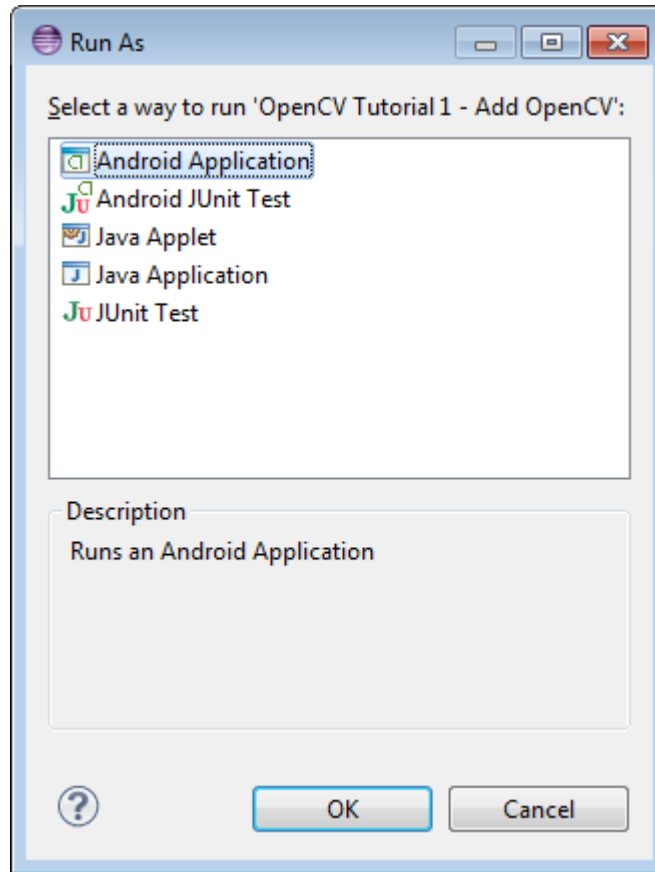 Run As
Select a way to run 'OpenCV Tutorial 1 - Add OpenCV':
Android Application
Android JUnit Test
Java Applet
Java Application
JUnit Test
Description
Runs an Android Application
OK Cancel